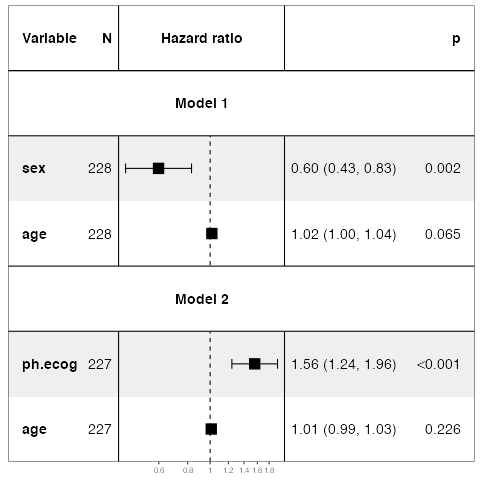 Variable N Hazard ratio p
Model 1
sex 228 0.60 (0.43, 0.83) 0.002
age 228 1.02 (1.00, 1.04) 0.065
Model 2
ph.ecog 227 1.56 (1.24, 1.96) <0.001
age 227 1.01 (0.99, 1.03) 0.226
0.6 0.8 1 1.2 1.4 1.6 1.8